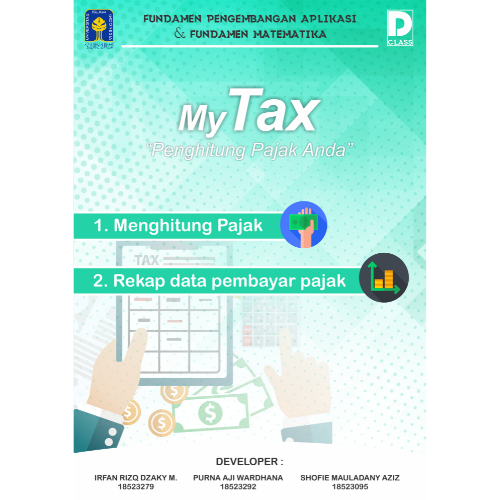 FUNDAMEN PENGEMBANGAN APLIKASI
& FUNDAMEN MATEMATIKA
D
CLASS
MyTax
"Penghitung Pajak Anda"
1. Menghitung Pajak
2. Rekap data pembayar pajak
TAX
DEVELOPER :
IRFAN RIZQ DZAKY M.
18523279
PURNA AJI WARDHANA
18523292
SHOFIE MAULADANY AZIZ
18523095